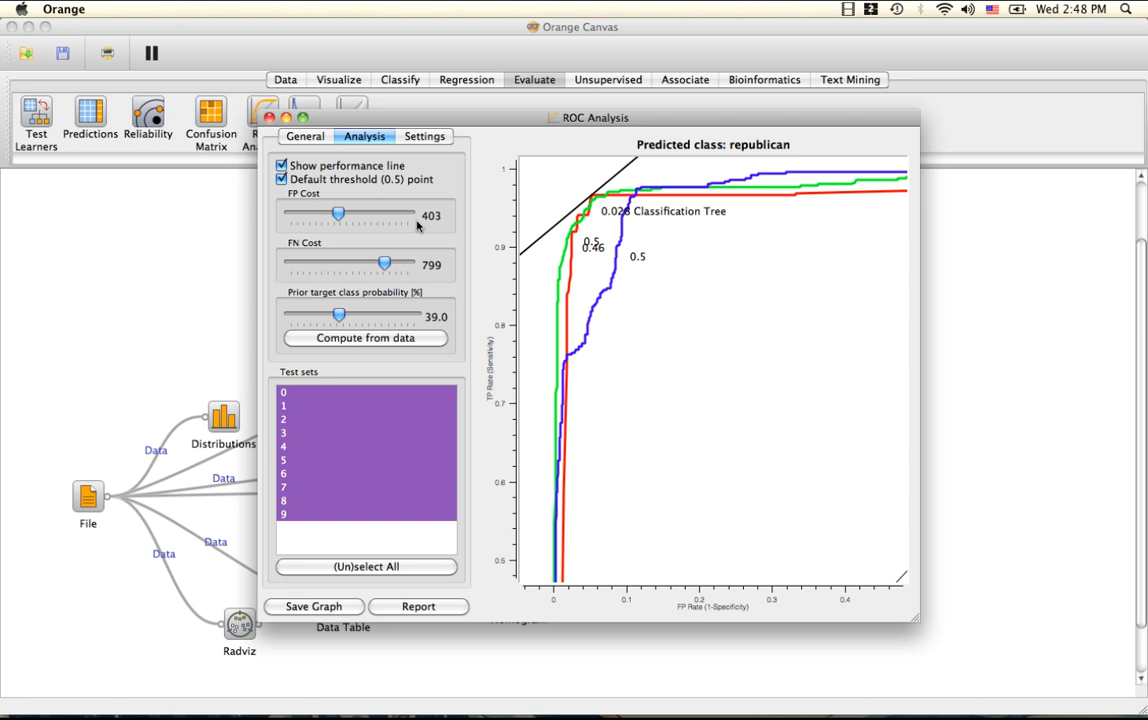 Orange
Wed 2:48 PM
Orange Canvas
Data
Visualize
Classify
Regression
Evaluate
Unsupervised
Associate
Bioinformatics
Text Mining
Test Learners
Predictions
Reliability
Confusion Matrix
ROC Analysis
General
Analysis
Settings
Predicted class: republican
Show performance line
Default threshold (0.5) point
FP Cost
403
FN Cost
799
Prior target class probability [%]
39.0
Compute from data
Test sets
0
1
2
3
4
5
6
7
8
9
(Un)select All
Save Graph
Report
TP Rate (Sensitivity)
1
0.9
0.8
0.7
0.6
0.5
0.028 Classification Tree
0.5
0.46
0.5
0
0.1
0.2
0.3
0.4
FP Rate (1-Specificity)
Distributions
Data
Data
Data
Data
File
Radviz
Data Table